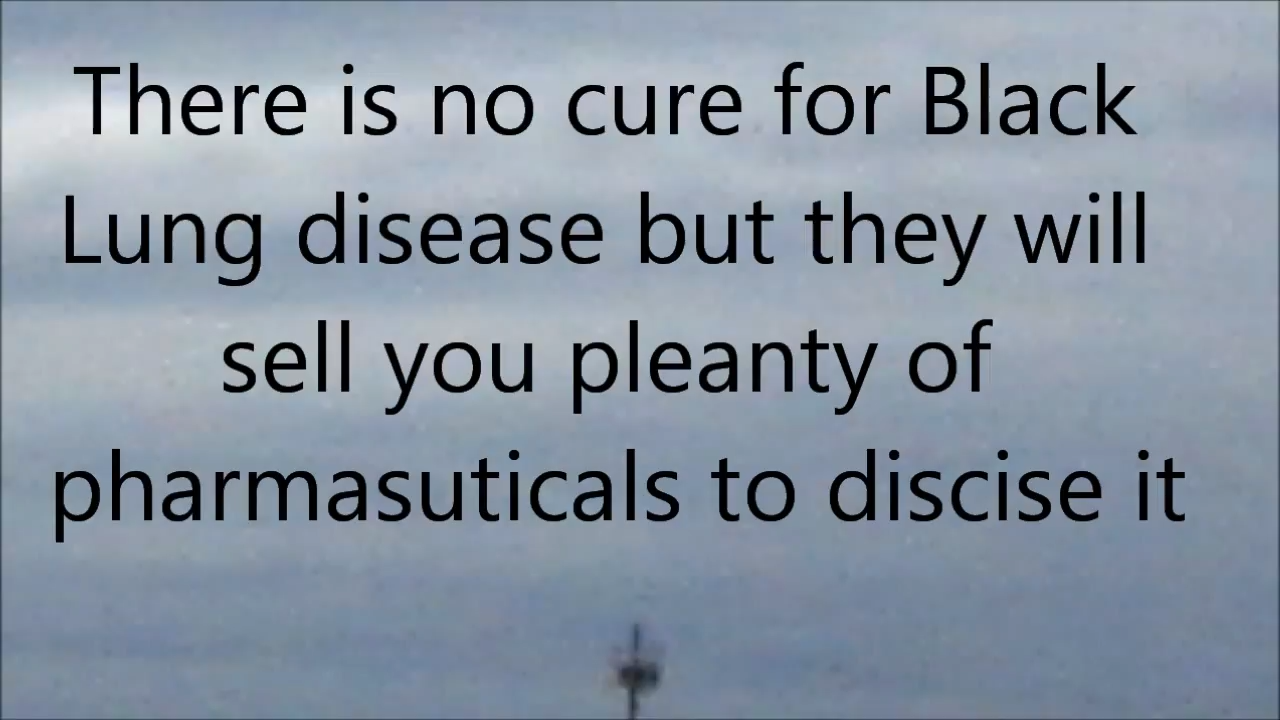 There is no cure for Black
Lung disease but they will
sell you pleanty of
pharmasuticals to discise it